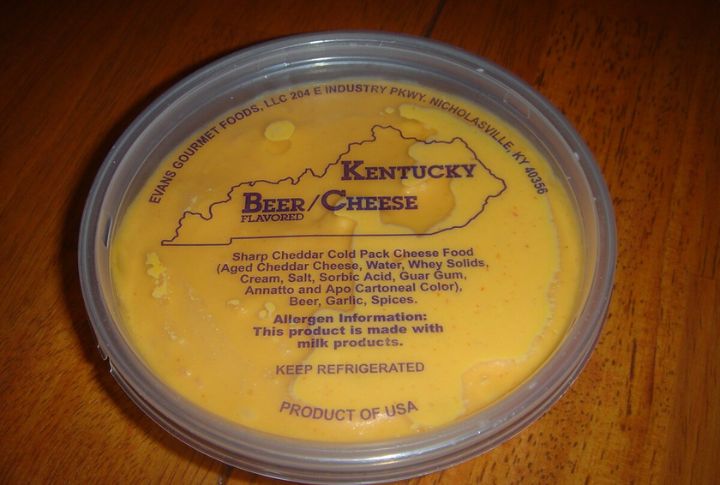 EVANS GOURMET FOODS, LLC 204 E INDUSTRY PKWY. NICHOLASVILLE, KY 40356
KENTUCKY
BEER/CHEESE
FLAVORED
Sharp Cheddar Cold Pack Cheese Food
(Aged Cheddar Cheese, Water, Whey Solids,
Cream, Salt, Sorbic Acid, Guar Gum,
Annatto and Apo Cartoneal Color),
Beer, Garlic, Spices.
Allergen Information:
This product is made with
milk products.
KEEP REFRIGERATED
PRODUCT OF USA